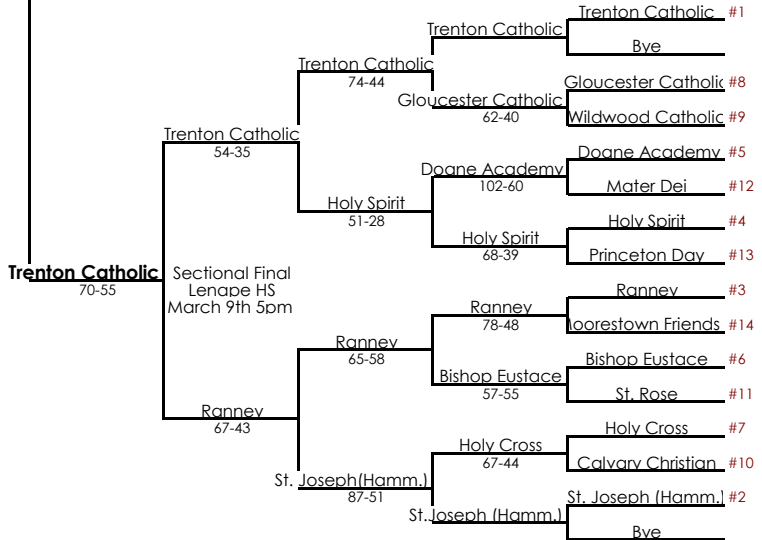 Trenton Catholic #1
Trenton Catholic
Bye
Trenton Catholic
74-44
Gloucester Catholic #8
Gloucester Catholic
62-40
Wildwood Catholic #9
Trenton Catholic
54-35
Doane Academy #5
Doane Academy
102-60
Mater Dei #12
Holy Spirit
51-28
Holy Spirit #4
Holy Spirit
68-39
Princeton Day #13
Trenton Catholic
70-55
Sectional Final
Lenape HS
March 9th 5pm
Ranney #3
Ranney
78-48
oorestown Friends #14
Ranney
65-58
Bishop Eustace #6
Bishop Eustace
57-55
St. Rose #11
Ranney
67-43
Holy Cross #7
Holy Cross
67-44
Calvary Christian #10
St. Joseph(Hamm.)
87-51
St. Joseph (Hamm.) #2
St.Joseph (Hamm.)
Bye